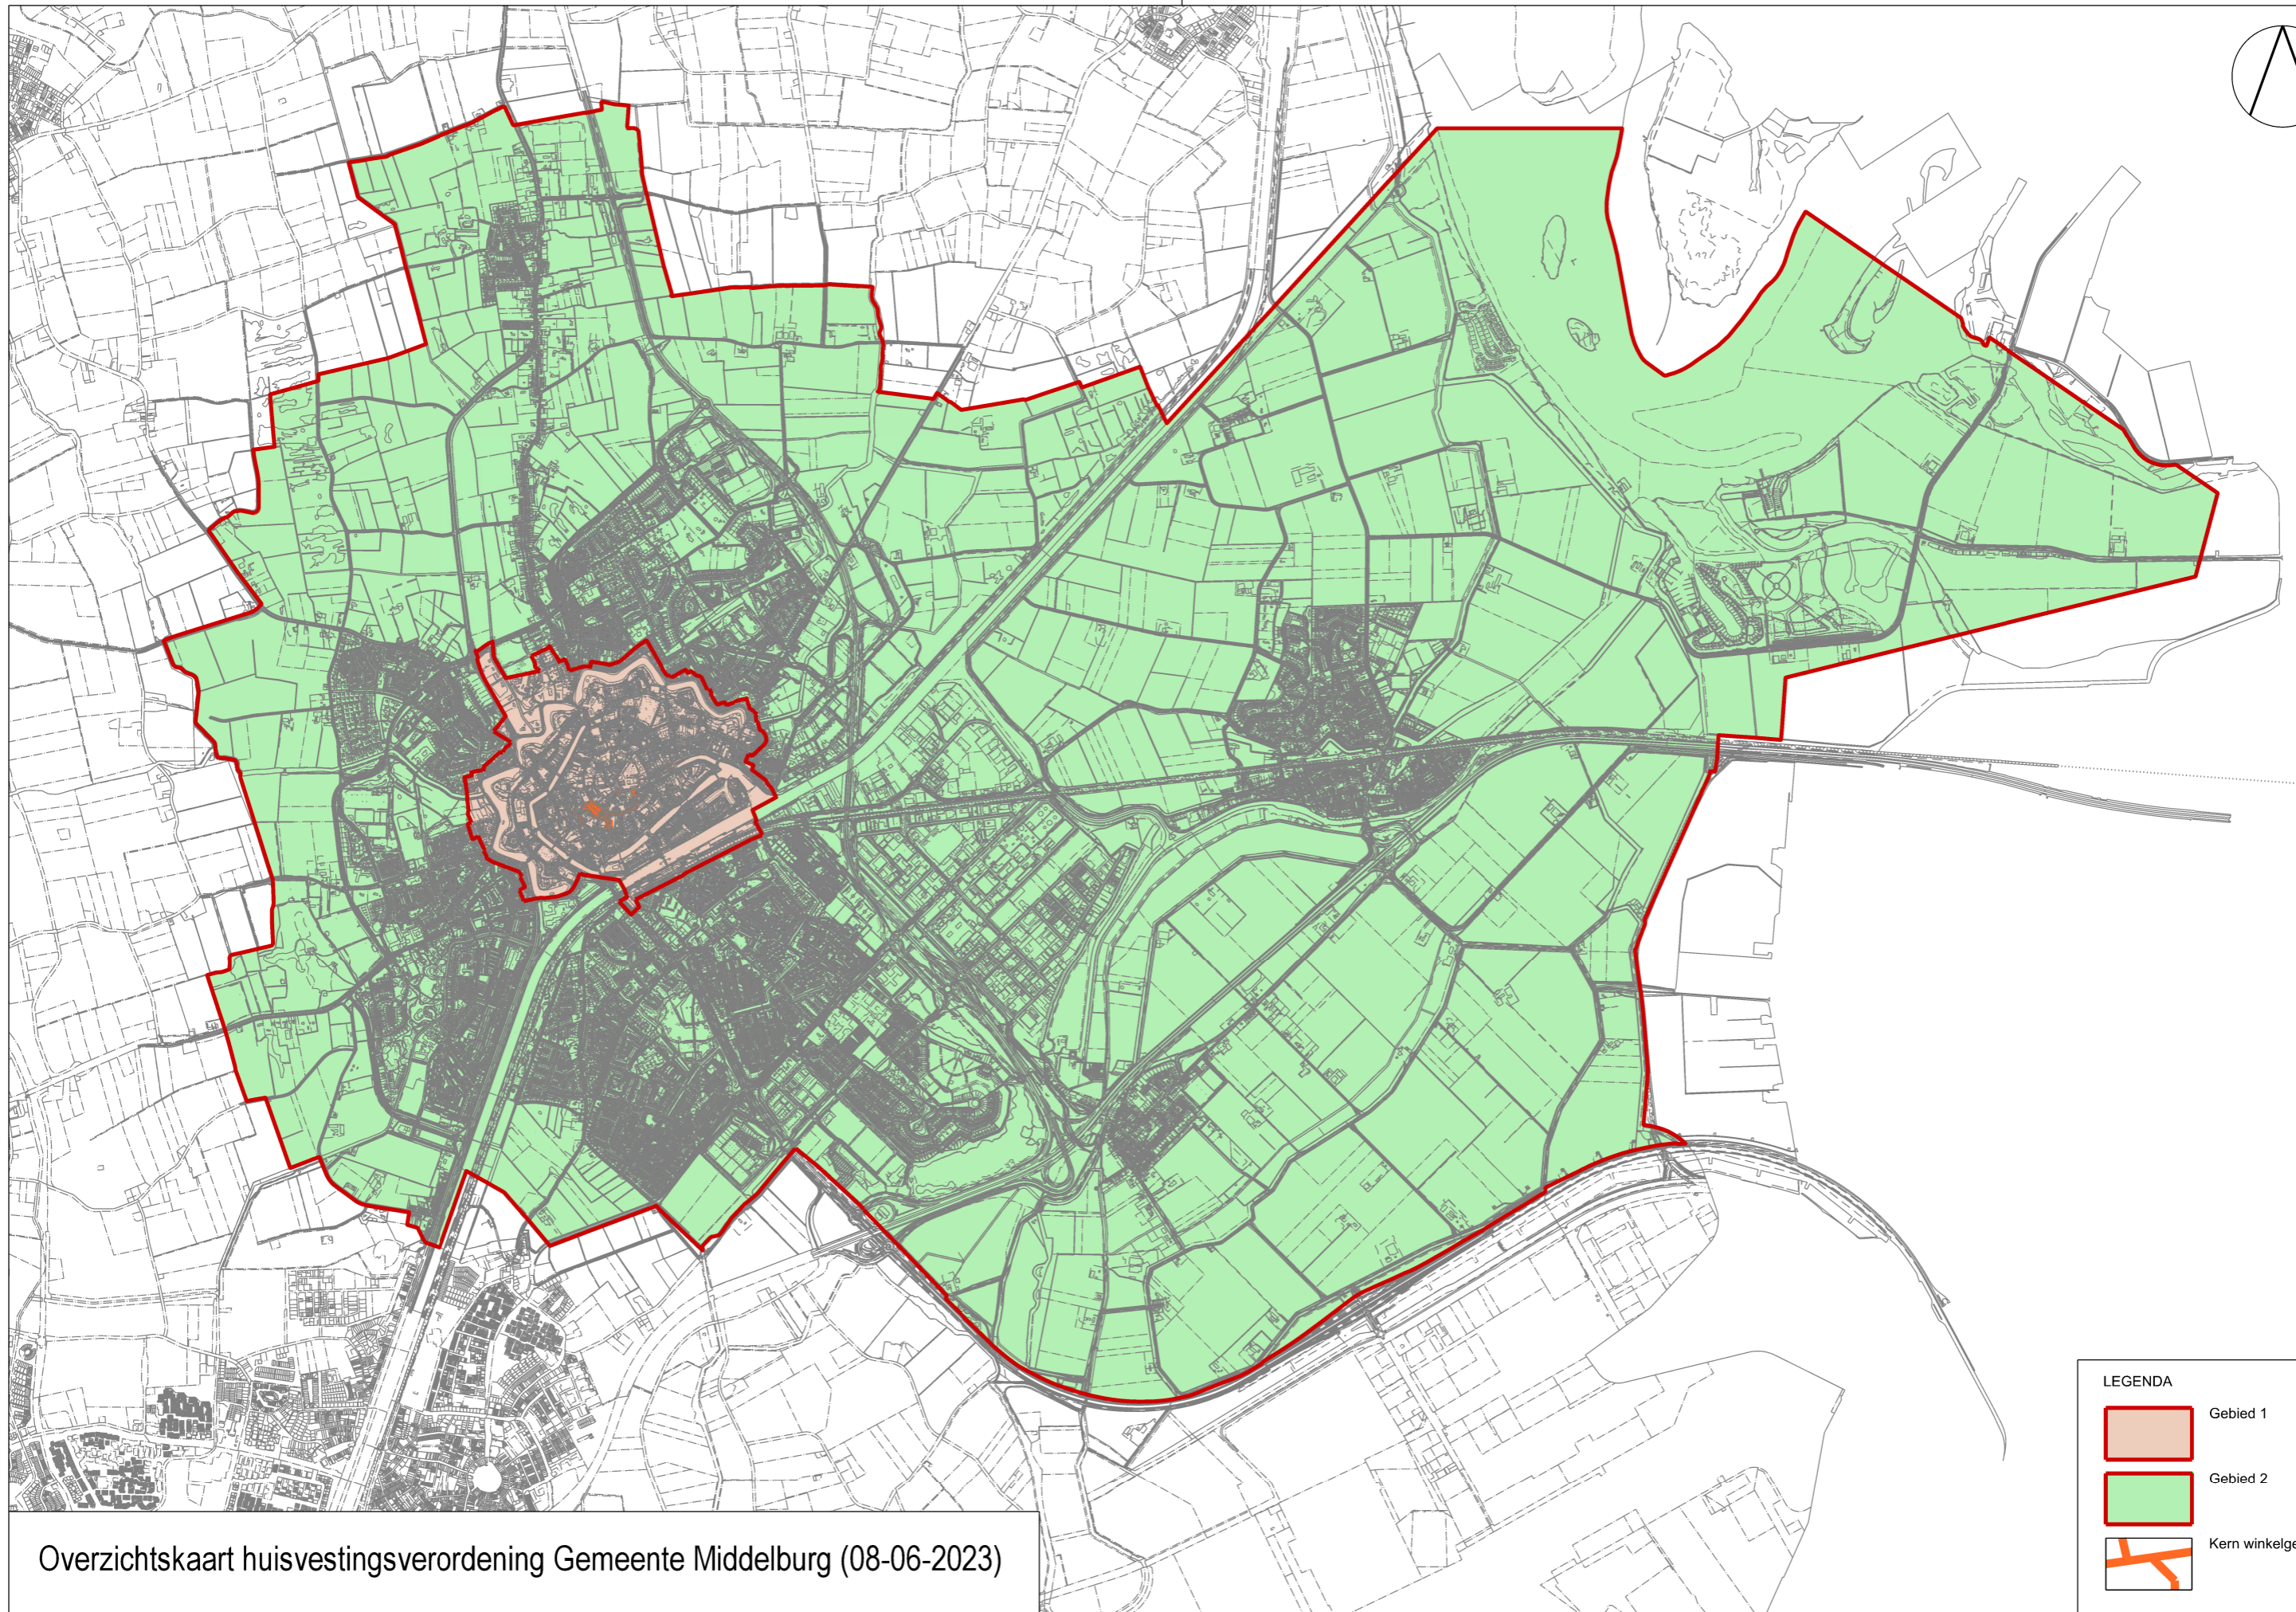 LEGENDA
Gebied 1
Gebied 2
Kern winkelge
Overzichtskaart huisvestingsverordening Gemeente Middelburg (08-06-2023)